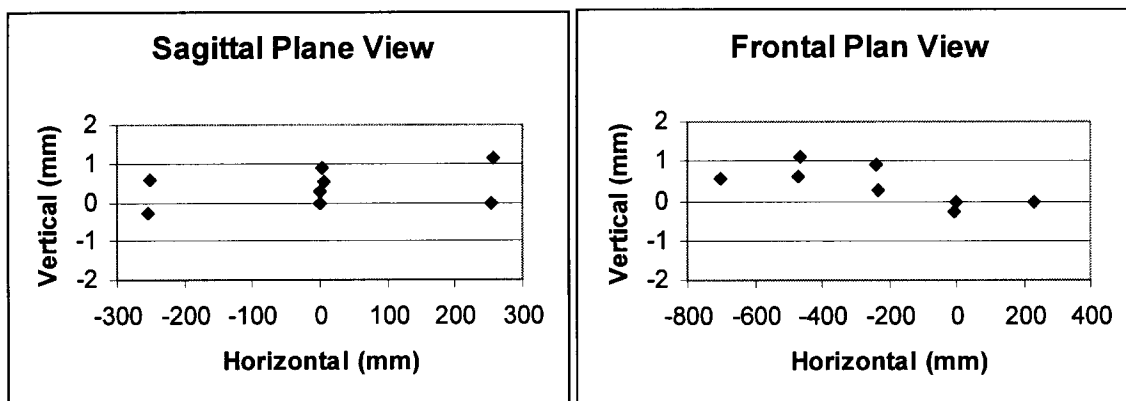 Sagittal Plane View
Vertical (mm)
2
1
0
-1
-2
-300 -200 -100 0 100 200 300
Horizontal (mm)
Frontal Plan View
Vertical (mm)
2
1
0
-1
-2
-800 -600 -400 -200 0 200 400
Horizontal (mm)